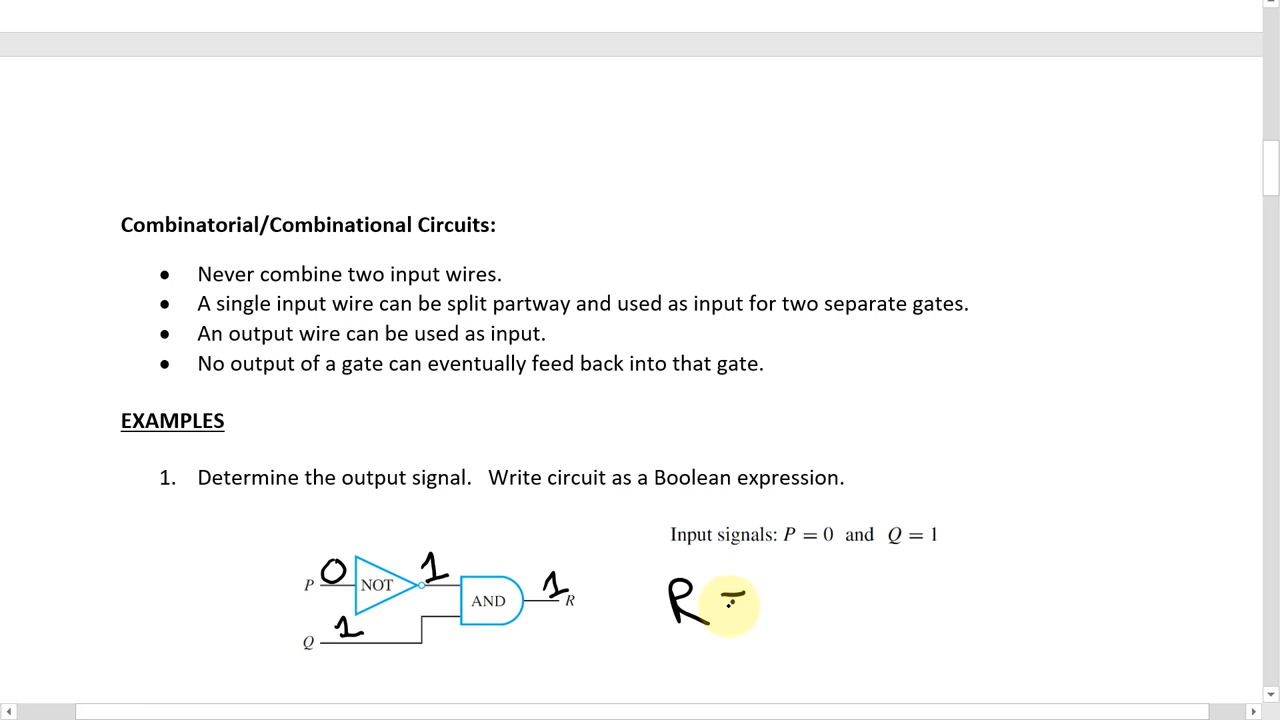 Combinatorial/Combinational Circuits:
• Never combine two input wires.
• A single input wire can be split partway and used as input for two separate gates.
• An output wire can be used as input.
• No output of a gate can eventually feed back into that gate.
EXAMPLES
1. Determine the output signal. Write circuit as a Boolean expression.
Input signals: P = 0 and Q = 1
P 0 NOT 1
AND 1 R
Q 1
R =